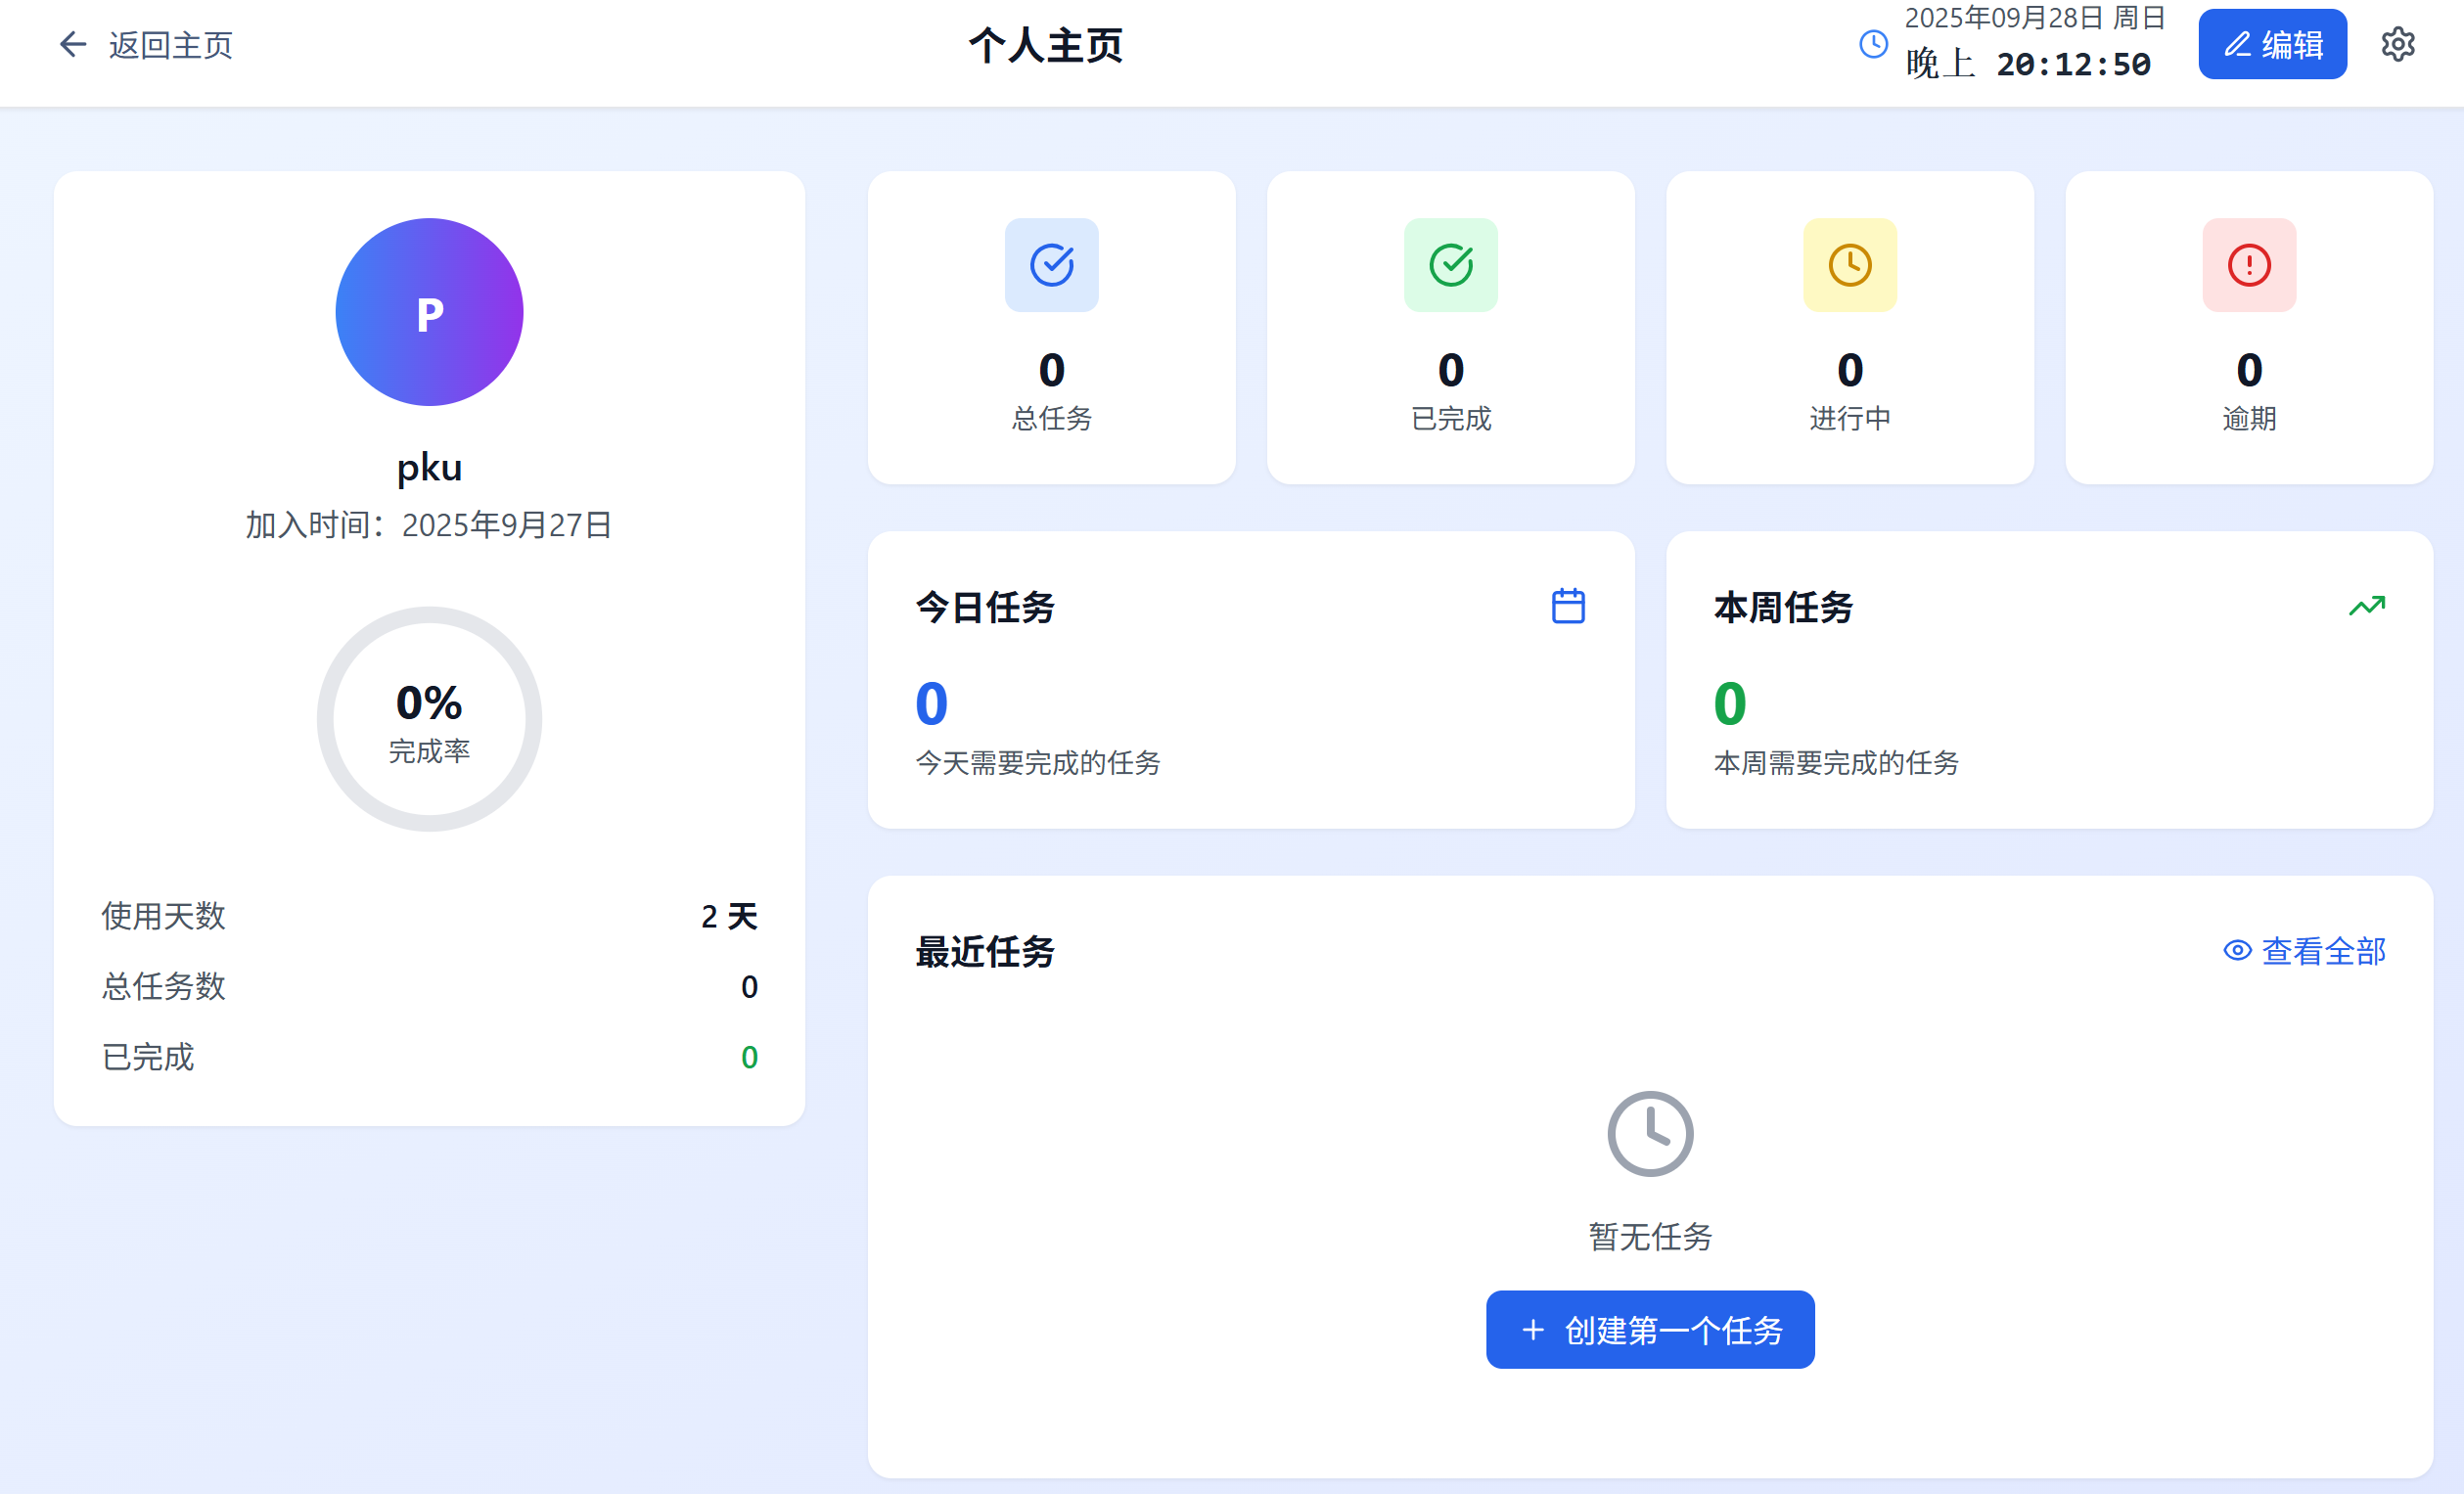 返回主页
个人主页
2025年09月28日 周日
晚上 20:12:50
编辑
P
pku
加入时间：2025年9月27日
0%
完成率
使用天数 2 天
总任务数 0
已完成 0
0
总任务
0
已完成
0
进行中
0
逾期
今日任务
0
今天需要完成的任务
本周任务
0
本周需要完成的任务
最近任务
查看全部
暂无任务
+ 创建第一个任务